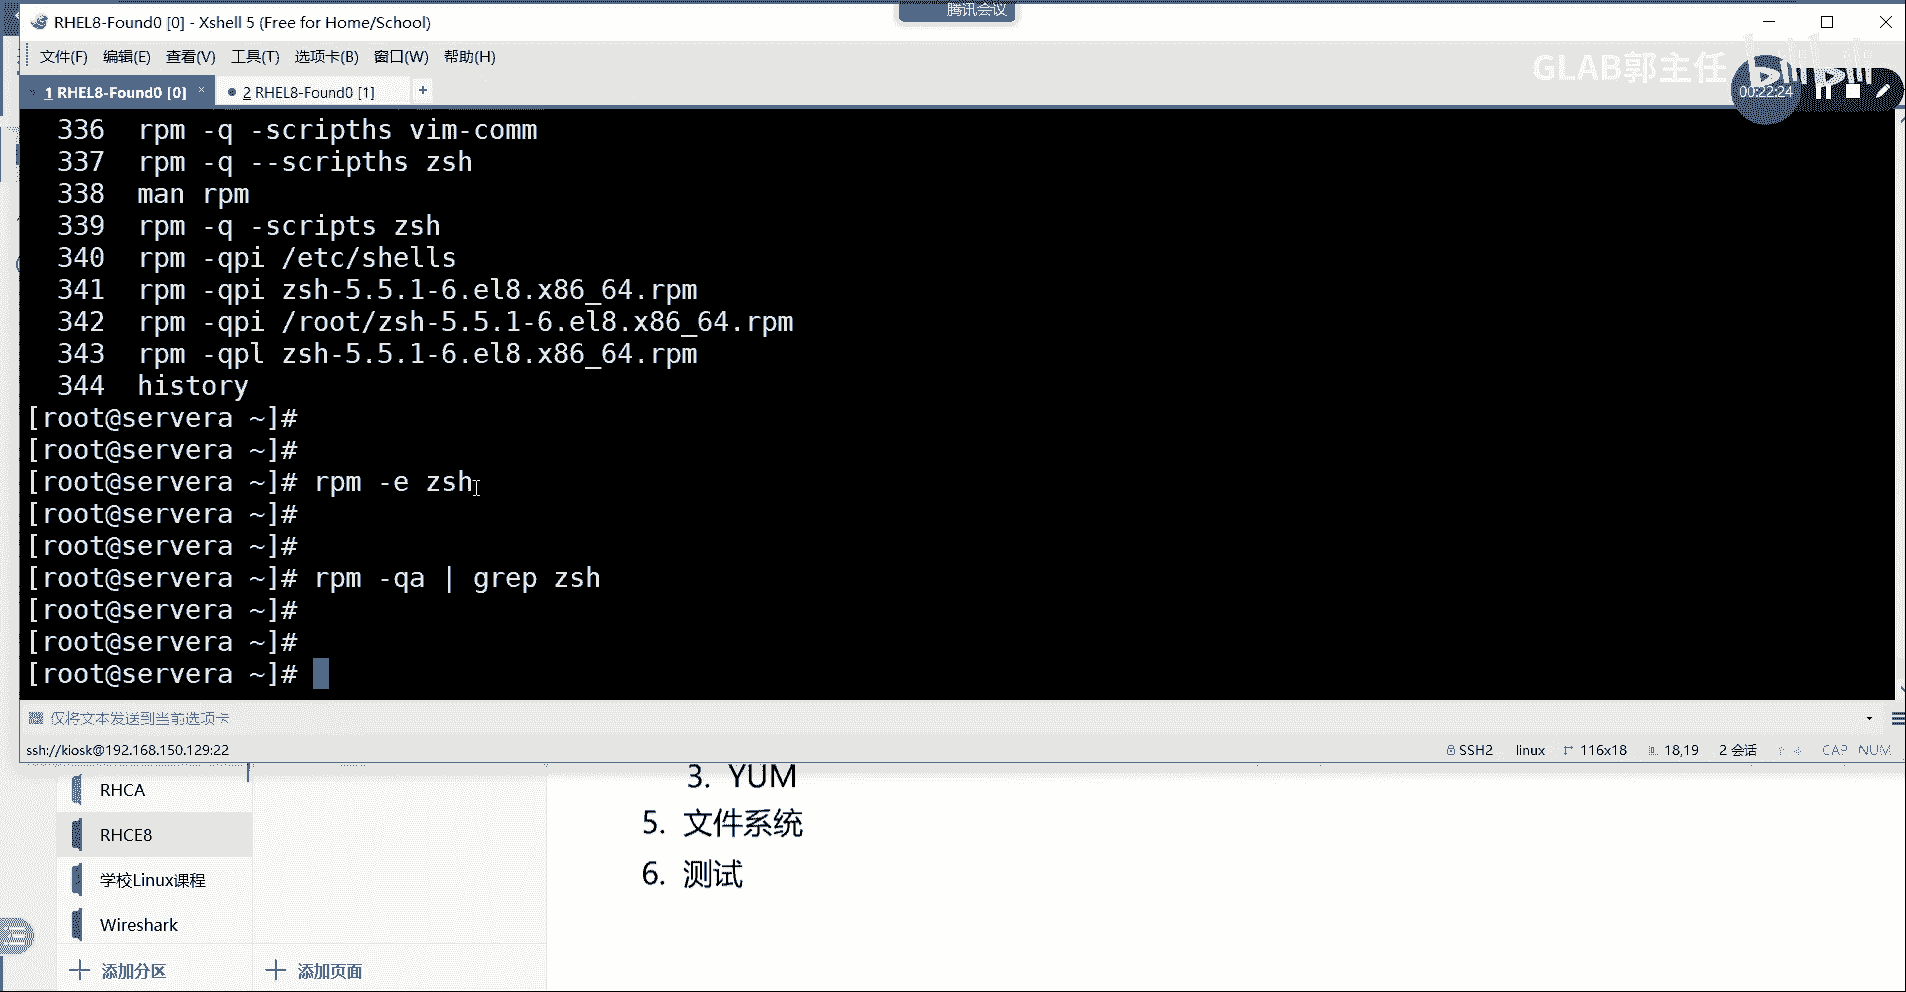 腾讯会议
RHEL8-Found0 [0] - Xshell 5 (Free for Home/School)
文件(F) 编辑(E) 查看(V) 工具(T) 选项卡(B) 窗口(W) 帮助(H)
GLAB郭主任 bilibili
00:22:24
1 RHEL8-Found0 [0] × 2 RHEL8-Found0 [1] +
336 rpm -q -scripths vim-comm
337 rpm -q --scripths zsh
338 man rpm
339 rpm -q -scripts zsh
340 rpm -qpi /etc/shells
341 rpm -qpi zsh-5.5.1-6.el8.x86_64.rpm
342 rpm -qpi /root/zsh-5.5.1-6.el8.x86_64.rpm
343 rpm -qpl zsh-5.5.1-6.el8.x86_64.rpm
344 history
[root@servera ~]#
[root@servera ~]#
[root@servera ~]# rpm -e zsh
[root@servera ~]#
[root@servera ~]#
[root@servera ~]# rpm -qa | grep zsh
[root@servera ~]#
[root@servera ~]#
[root@servera ~]#
仅将文本发送到当前选项卡
ssh://kiosk@192.168.150.129:22 SSH2 linux 116x18 18,19 2 会话 CAP NUM
3. YUM
5. 文件系统
6. 测试
RHCA
RHCE8
学校Linux课程
Wireshark
添加分区 添加页面